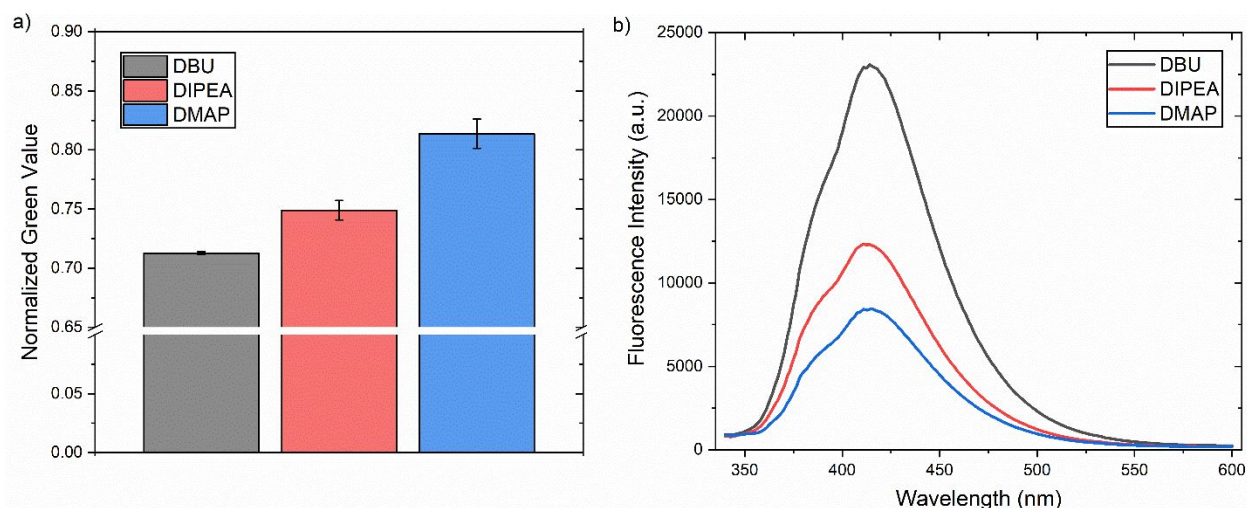 a)
Normalized Green Value
0.90
0.85
0.80
0.75
0.70
0.65
0.05
0.00
DBU
DIPEA
DMAP
b)
Fluorescence Intensity (a.u.)
25000
20000
15000
10000
5000
0
DBU
DIPEA
DMAP
350 400 450 500 550 600
Wavelength (nm)